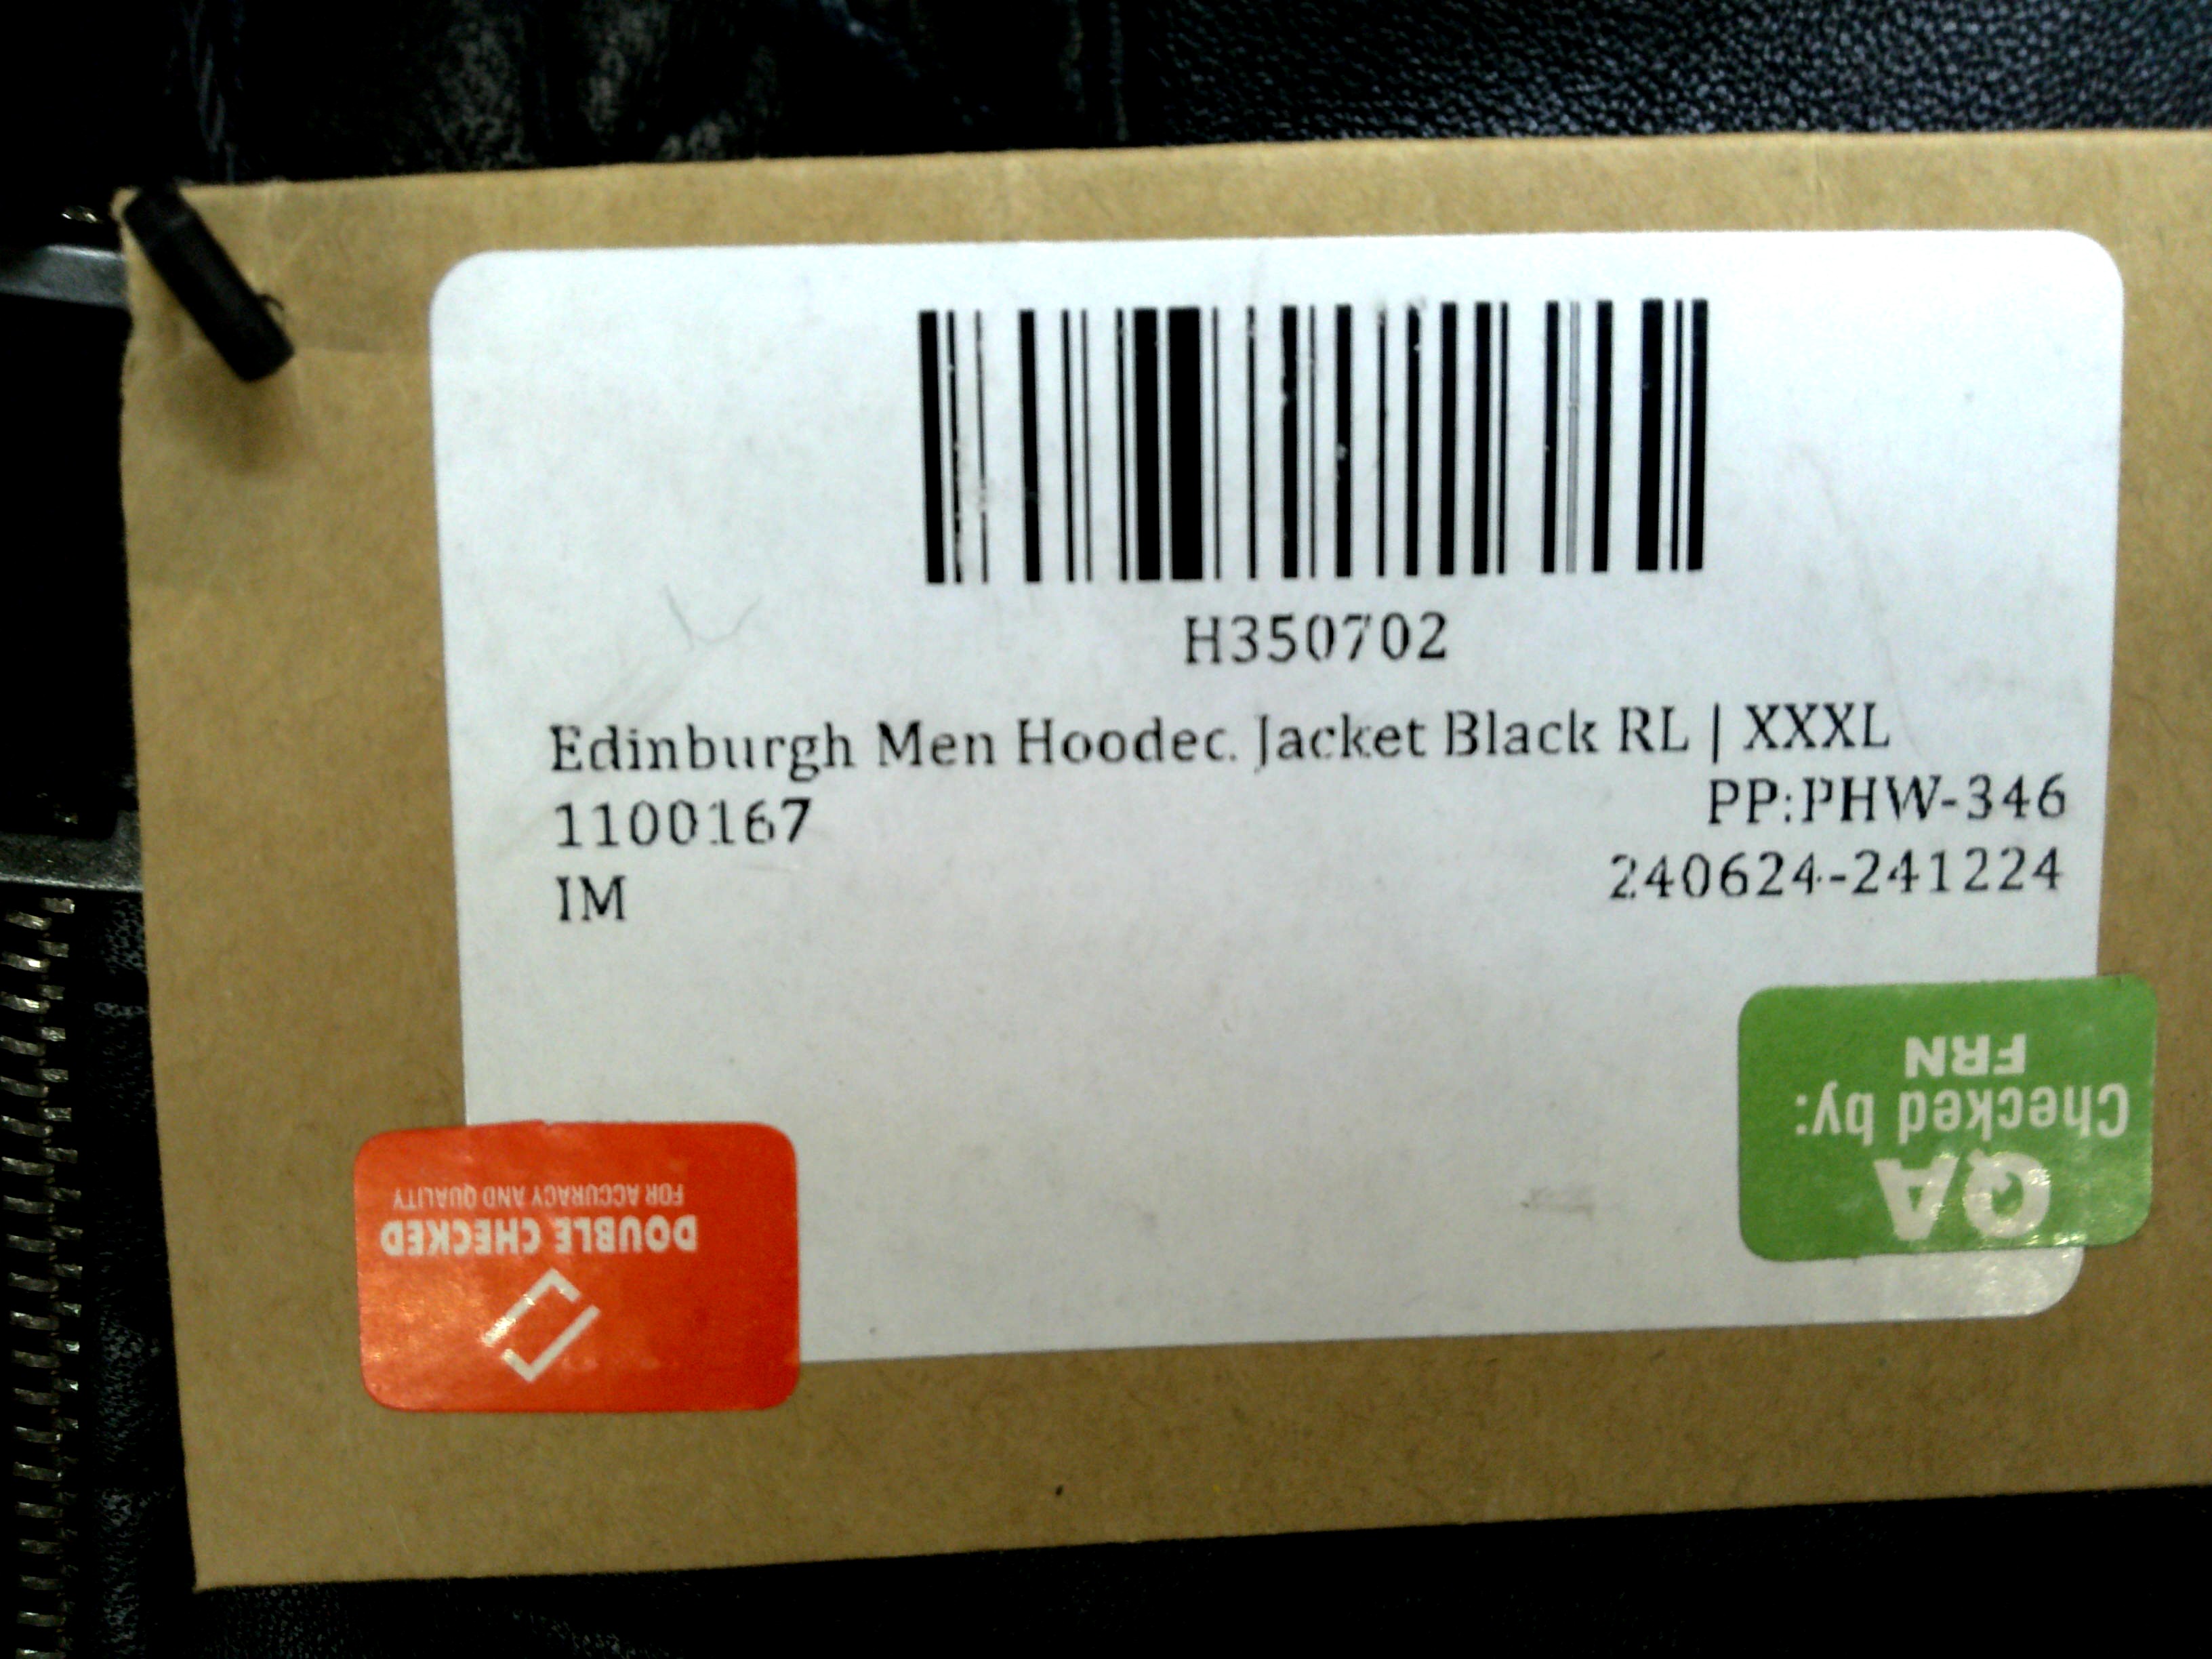 H350702
Edinburgh Men Hooded Jacket Black RL | XXXL
1100167
PP:PHW-346
IM
240624-241224
QA
Checked by:
FRN
DOUBLE CHECKED
FOR ACCURACY AND QUALITY